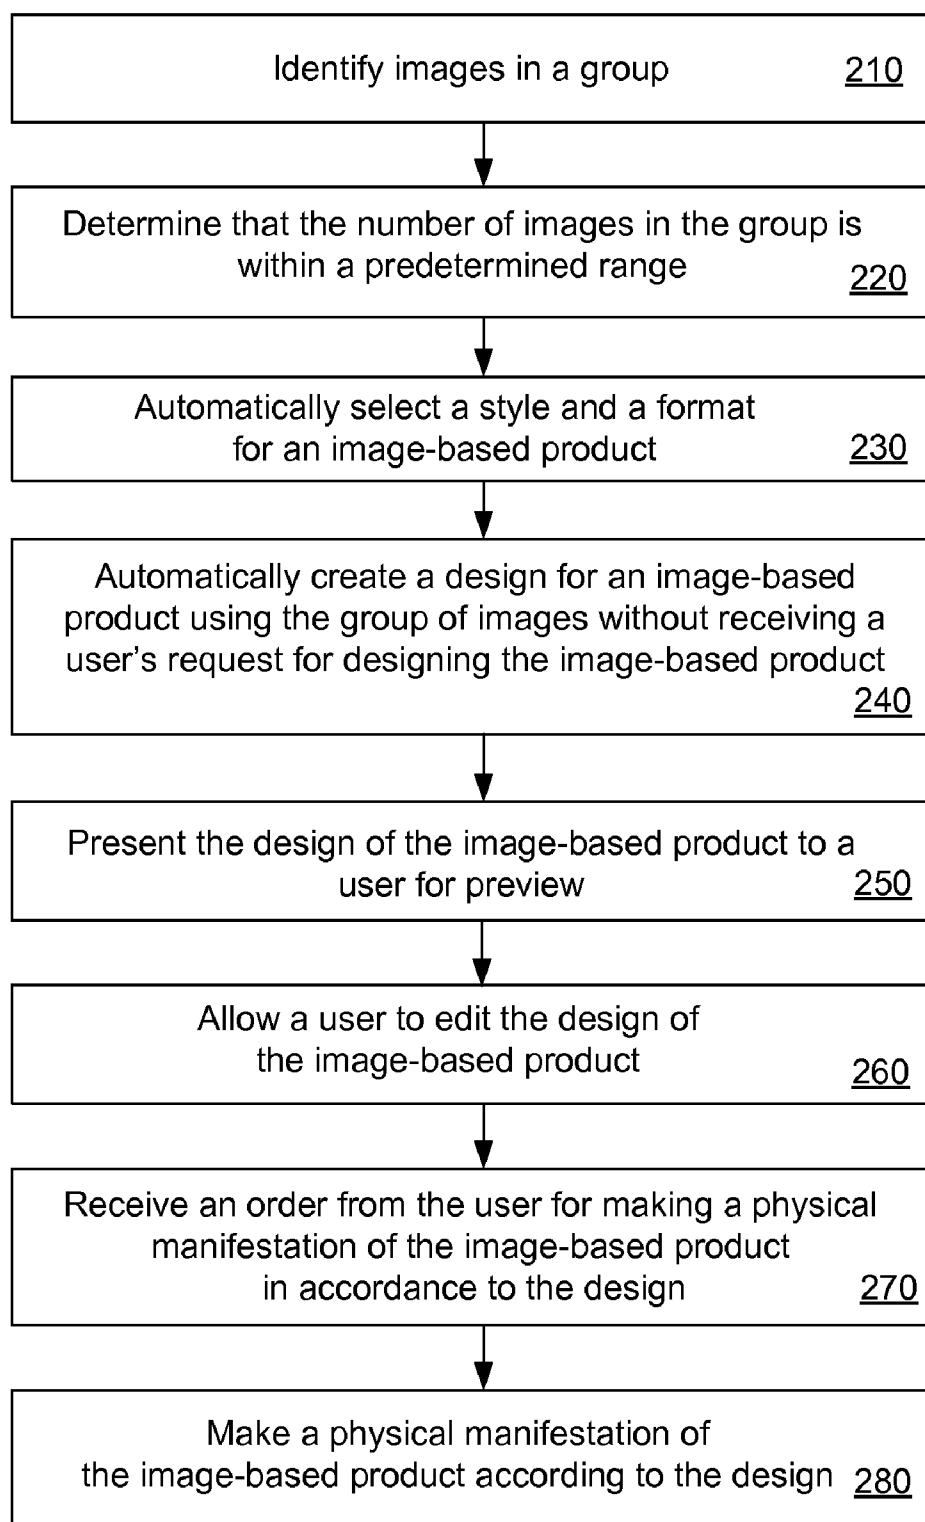 Identify images in a group 210
Determine that the number of images in the group is
within a predetermined range
220
Automatically select a style and a format
for an image-based product 230
Automatically create a design for an image-based
product using the group of images without receiving a
user's request for designing the image-based product
240
Present the design of the image-based product to a
user for preview 250
Allow a user to edit the design of
the image-based product
260
Receive an order from the user for making a physical
manifestation of the image-based product
in accordance to the design 270
Make a physical manifestation of
the image-based product according to the design 280